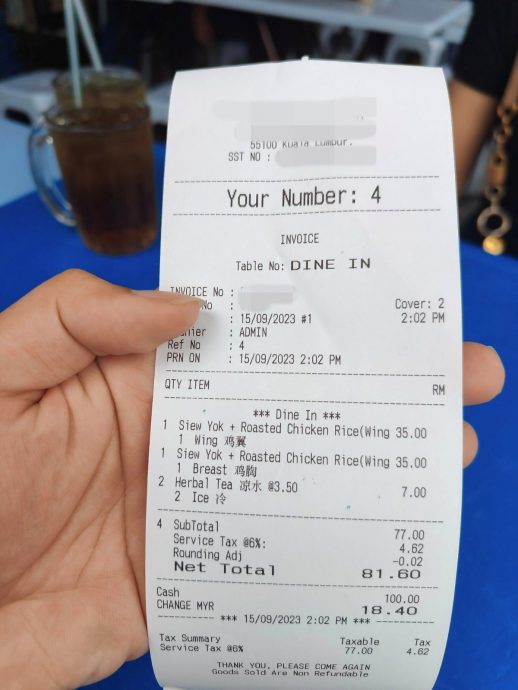 55100 Kuala Lumpur.
SST NO :
Your Number: 4
INVOICE
Table No: DINE IN
INVOICE No :
No : Cover: 2
: 15/09/2023 #1 2:02 PM
: ADMIN
Ref No : 4
PRN ON : 15/09/2023 2:02 PM
QTY ITEM RM
*** Dine In ***
1 Siew Yok + Roasted Chicken Rice(Wing 35.00
1 Wing 鸡翼
1 Siew Yok + Roasted Chicken Rice(Wing 35.00
1 Breast 鸡胸
2 Herbal Tea 凉水 @3.50 7.00
2 Ice 冷
4 SubTotal 77.00
Service Tax @6%: 4.62
Rounding Adj -0.02
Net Total 81.60
Cash 100.00
CHANGE MYR 18.40
*** 15/09/2023 2:02 PM ***
Tax Summary Taxable Tax
Service Tax @6% 77.00 4.62
THANK YOU, PLEASE COME AGAIN
Goods Sold Are Non Refundable